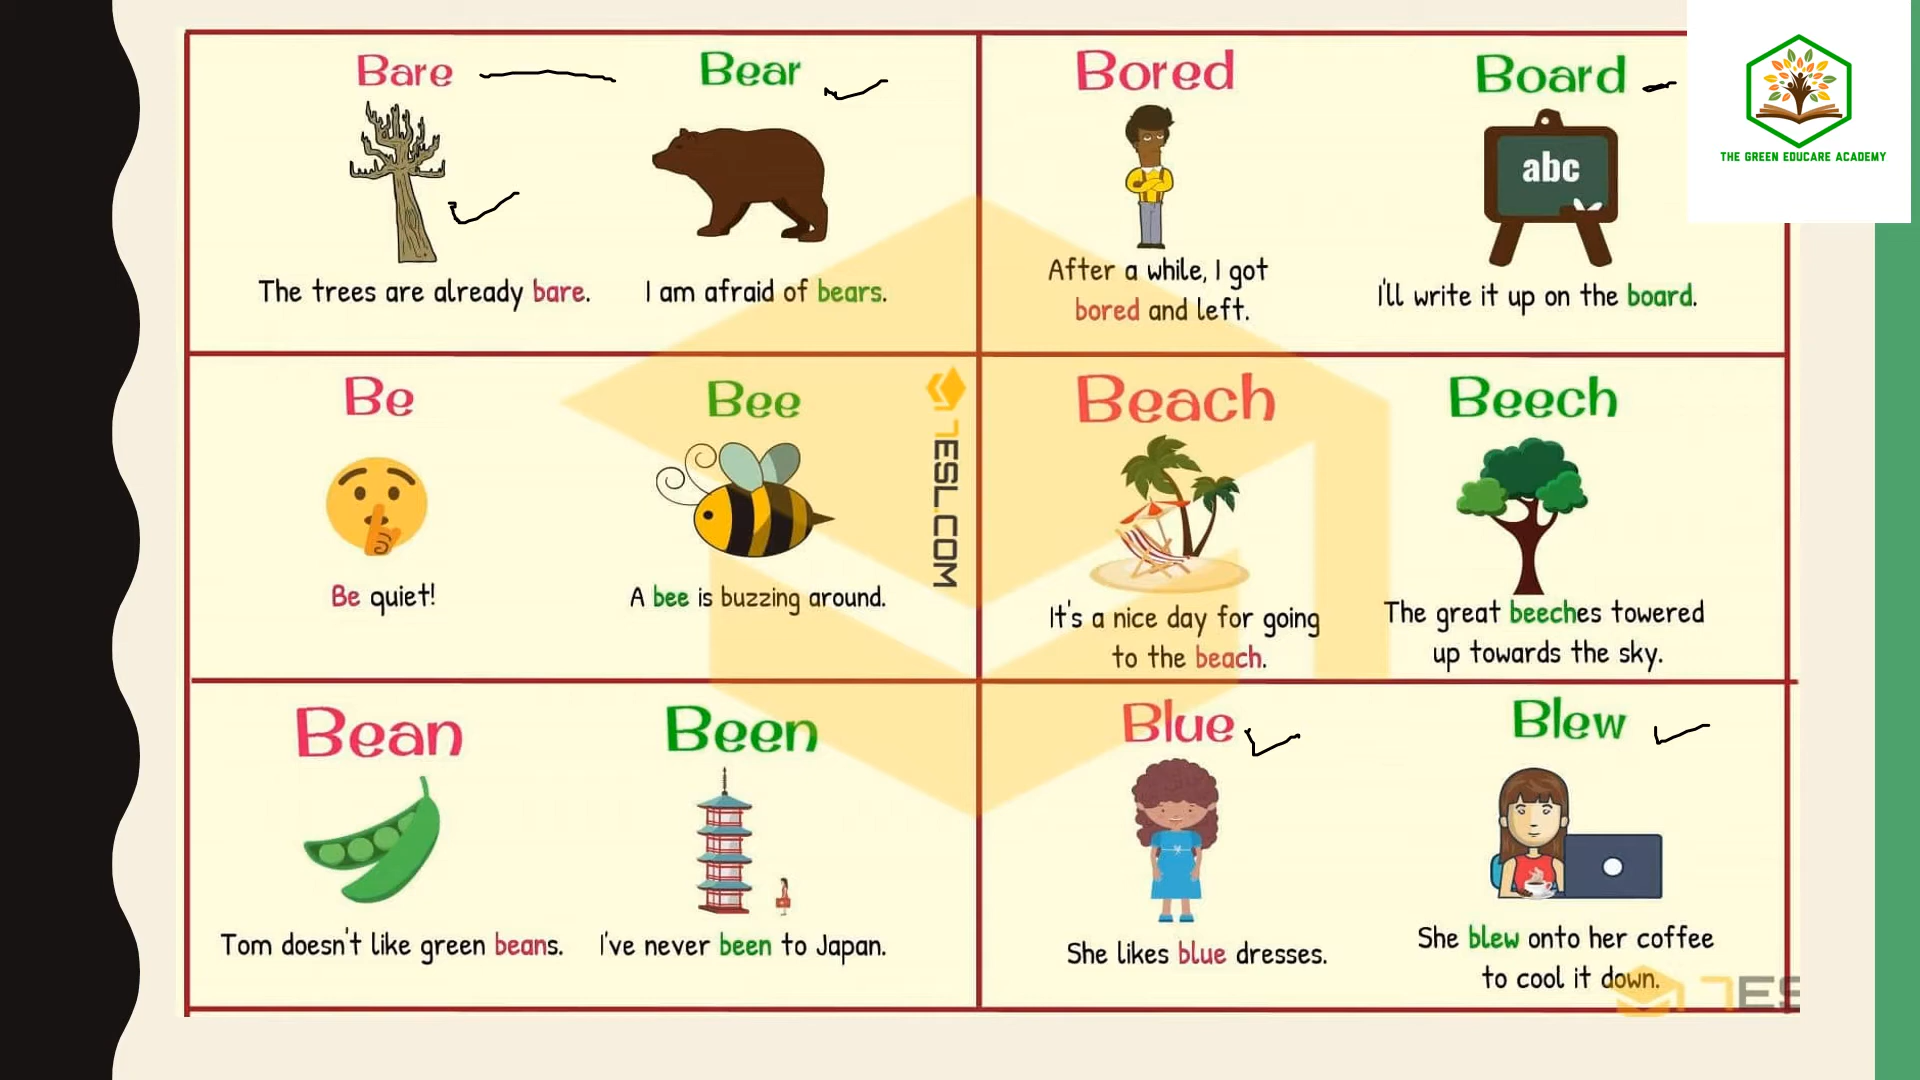 Bare
Bear
The trees are already bare.
I am afraid of bears.
Bored
Board
abc
After a while, I got
bored and left.
I'll write it up on the board.
THE GREEN EDUCARE ACADEMY
Be
Bee
Be quiet!
A bee is buzzing around.
7ESL.COM
Beach
Beech
It's a nice day for going
to the beach.
The great beeches towered
up towards the sky.
Bean
Been
Tom doesn't like green beans.
I've never been to Japan.
Blue
Blew
She likes blue dresses.
She blew onto her coffee
to cool it down.
7ES